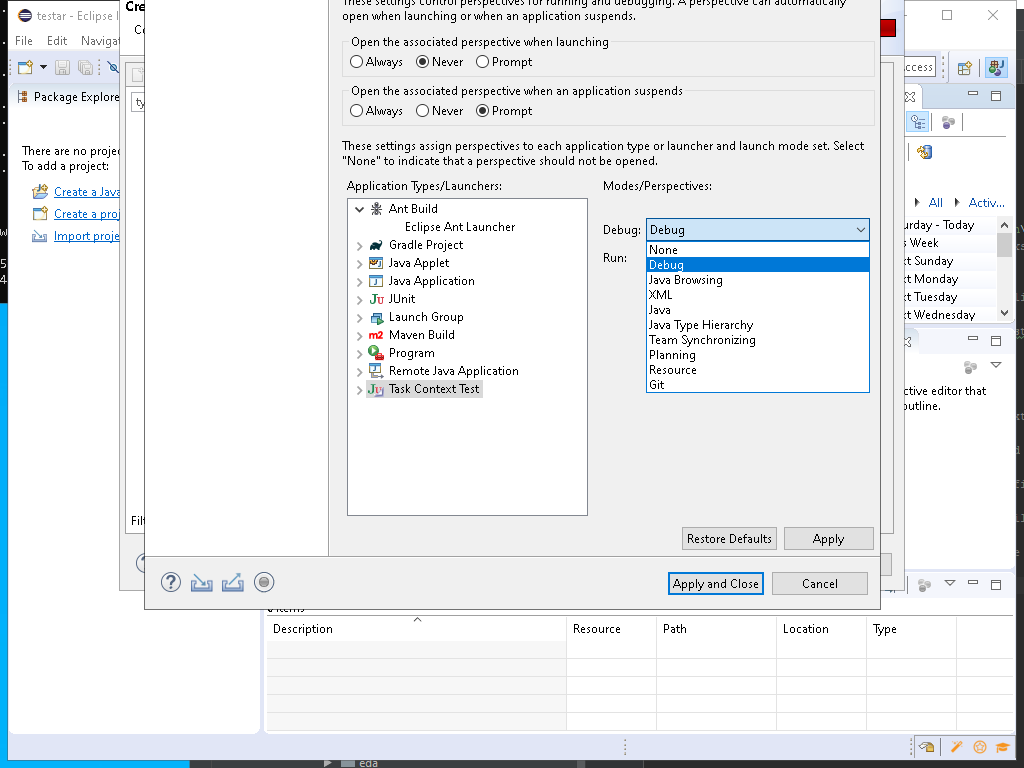 testar - Eclipse I
Cre
File Edit Navigat
These settings control perspectives for running and debugging. A perspective can automatically
open when launching or when an application suspends.
Open the associated perspective when launching
Always Never Prompt
Open the associated perspective when an application suspends
Always Never Prompt
These settings assign perspectives to each application type or launcher and launch mode set. Select
"None" to indicate that a perspective should not be opened.
Application Types/Launchers:
Modes/Perspectives:
Ant Build
Eclipse Ant Launcher
Gradle Project
Java Applet
Java Application
JUnit
Launch Group
Maven Build
Program
Remote Java Application
Task Context Test
Debug: Debug
Run:
None
Debug
Java Browsing
XML
Java
Java Type Hierarchy
Team Synchronizing
Planning
Resource
Git
Restore Defaults Apply
Apply and Close Cancel
Package Explore
There are no projec
To add a project:
Create a Java
Create a proj
Import proje
ty
Filt
ccess
All Activ...
urday - Today
s Week
xt Sunday
xt Monday
xt Tuesday
xt Wednesday
ctive editor that
outline.
items
Description Resource Path Location Type
eda